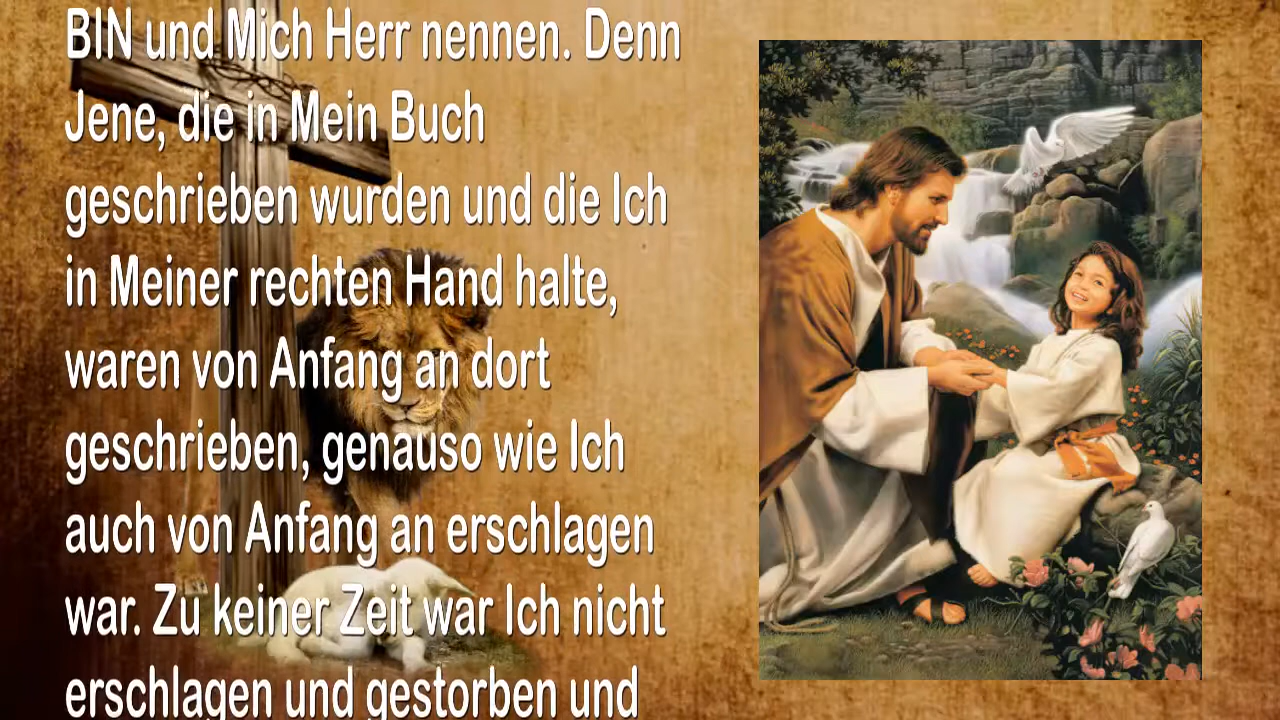 BIN und Mich Herr nennen. Denn
Jene, die in Mein Buch
geschrieben wurden und die Ich
in Meiner rechten Hand halte,
waren von Anfang an dort
geschrieben, genauso wie Ich
auch von Anfang an erschlagen
war. Zu keiner Zeit war Ich nicht
erschlagen und gestorben und